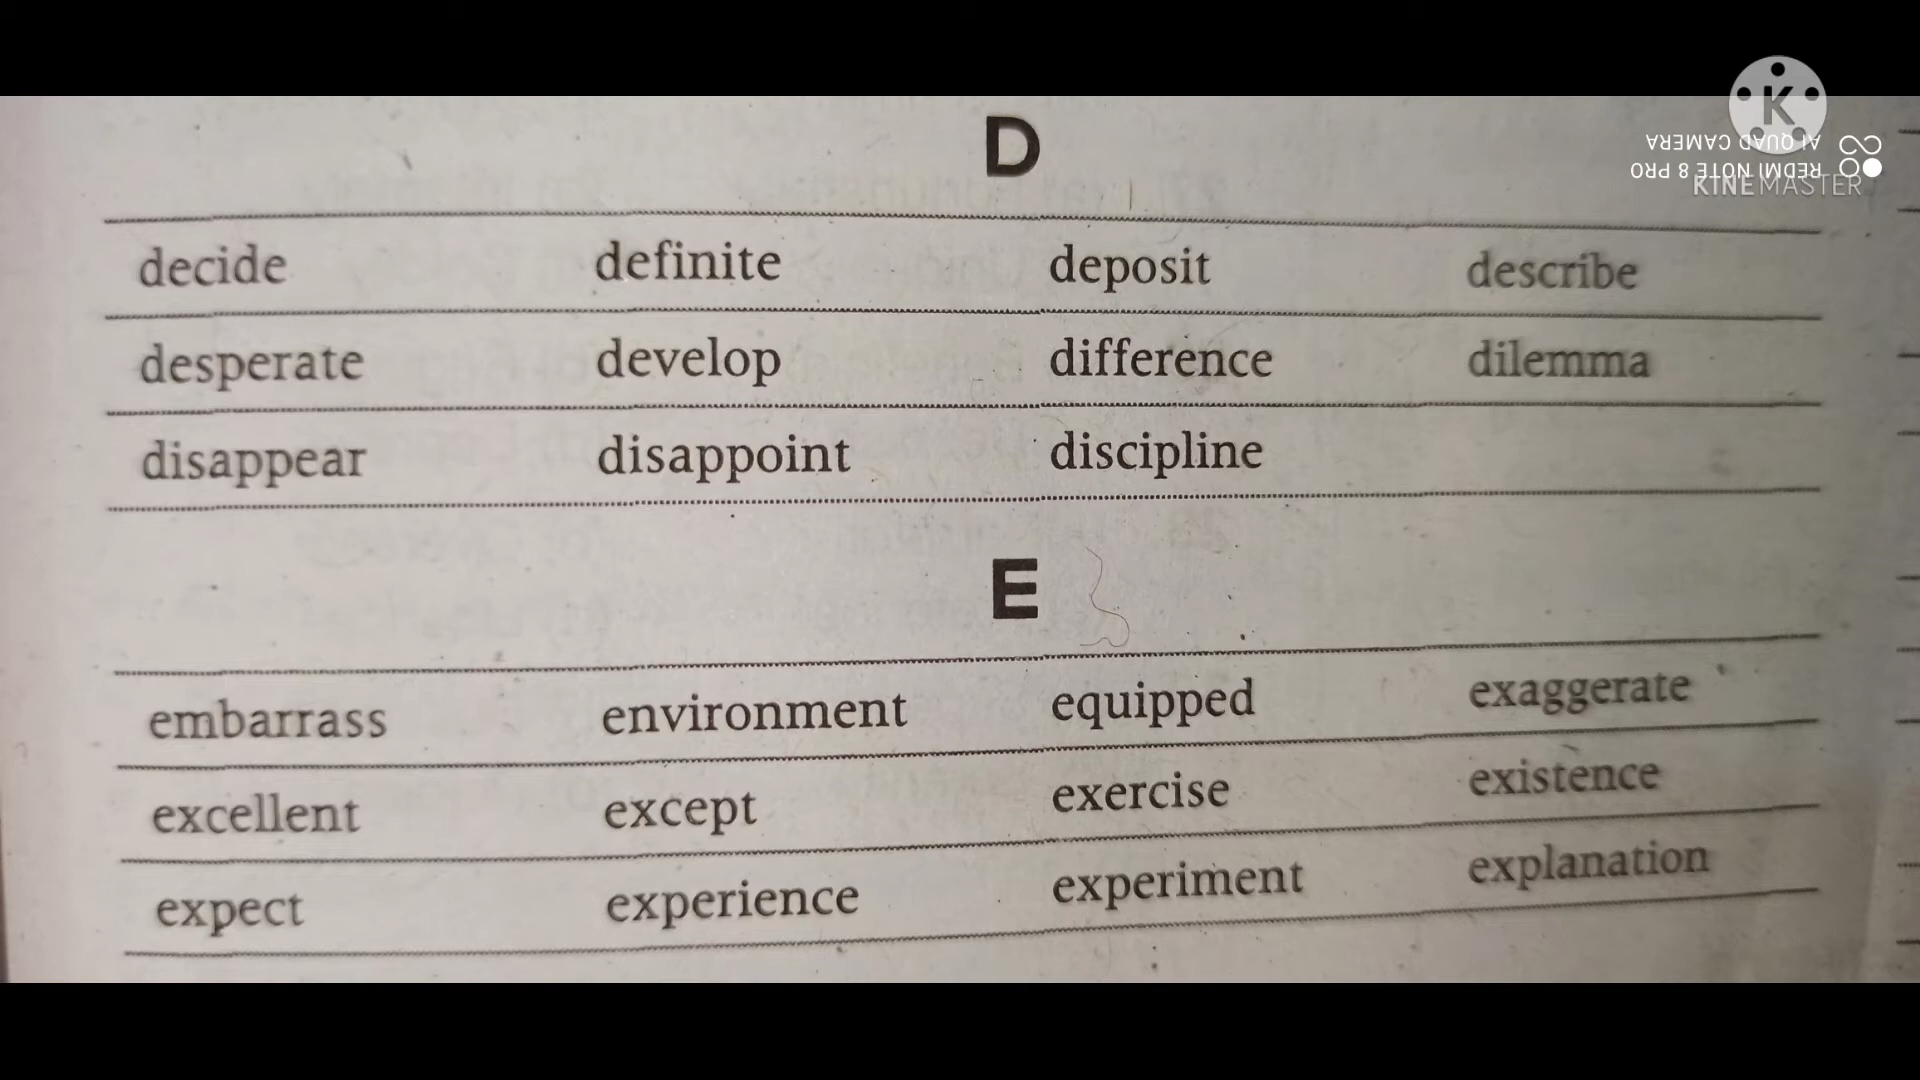 D
K
AI QUAD CAMERA
REDMI NOTE 8 PRO
KINEMASTER
decide definite deposit describe
desperate develop difference dilemma
disappear disappoint discipline
E
embarrass environment equipped exaggerate
excellent except exercise existence
expect experience experiment explanation